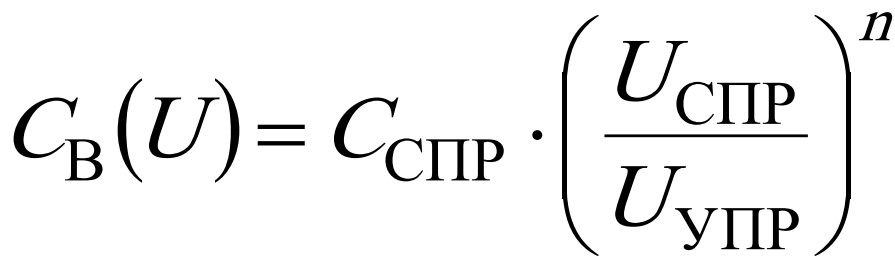 C_В(U) = C_СПР · (U_СПР / U_УПР)^n